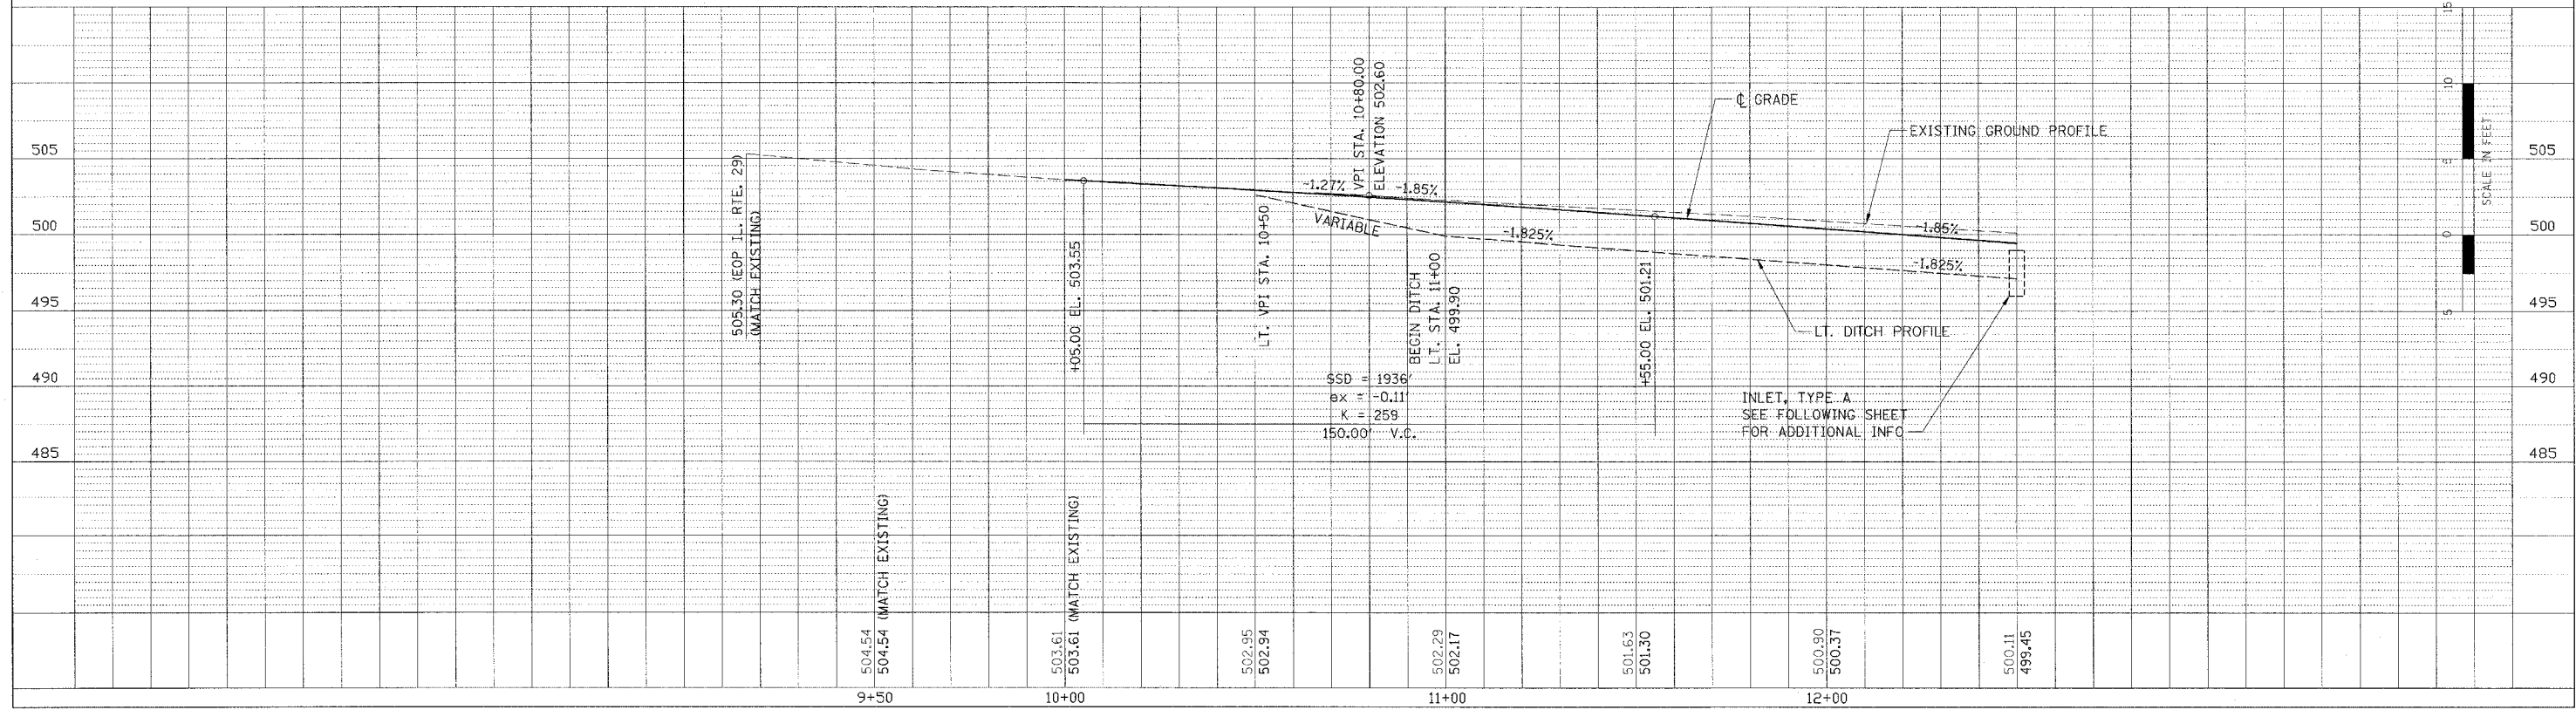 505
500
495
490
485
505.30 (EOP IL. RTE. 29)
(MATCH EXISTING)
+05.00 EL. 503.55
LT. VPI STA. 10+50
VPI STA. 10+80.00
ELEVATION 502.60
-1.27%
-1.85%
VARIABLE
-1.825%
BEGIN DITCH
LT. STA. 11+00
EL. 499.90
SSD = 1936'
ex = -0.11'
K = 259
150.00' V.C.
+55.00 EL. 501.21
℄ GRADE
EXISTING GROUND PROFILE
-1.85%
-1.825%
LT. DITCH PROFILE
INLET, TYPE A
SEE FOLLOWING SHEET
FOR ADDITIONAL INFO
15
10
5
0
5
SCALE IN FEET
505
500
495
490
485
504.54
504.54 (MATCH EXISTING)
503.61
503.61 (MATCH EXISTING)
502.95
502.94
502.29
502.17
501.63
501.30
500.90
500.37
500.11
499.45
9+50
10+00
11+00
12+00